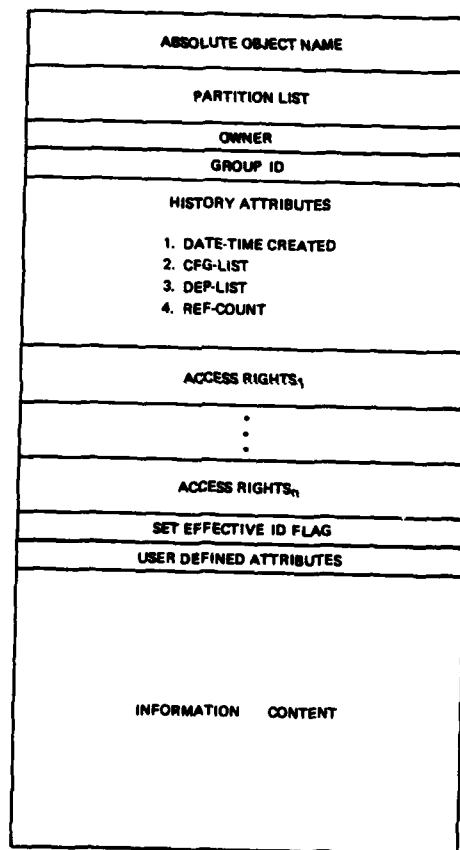 ABSOLUTE OBJECT NAME
PARTITION LIST
OWNER
GROUP ID
HISTORY ATTRIBUTES
1. DATE-TIME CREATED
2. CFG-LIST
3. DEP-LIST
4. REF-COUNT
ACCESS RIGHTS₁
⋮
ACCESS RIGHTSₙ
SET EFFECTIVE ID FLAG
USER DEFINED ATTRIBUTES
INFORMATION CONTENT